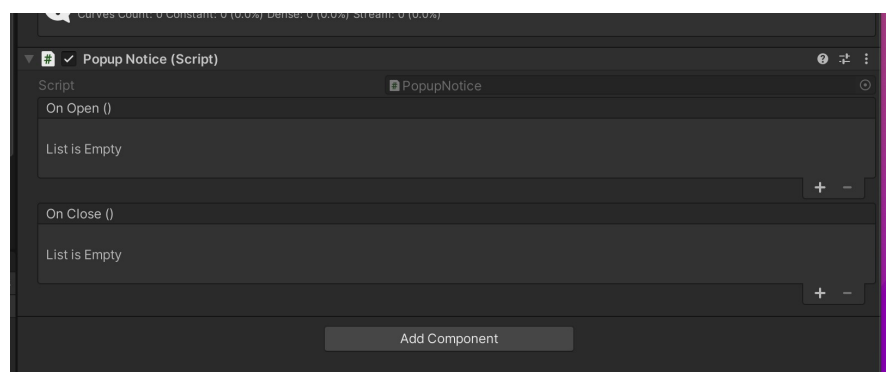 Curves Count: 0 Constant: 0 (0.0%) Dense: 0 (0.0%) Stream: 0 (0.0%)
Popup Notice (Script)
Script PopupNotice
On Open ()
List is Empty
On Close ()
List is Empty
Add Component